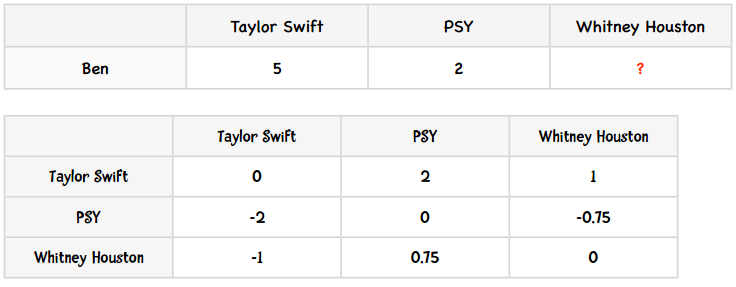 Taylor Swift PSY Whitney Houston
Ben 5 2 ?
Taylor Swift PSY Whitney Houston
Taylor Swift 0 2 1
PSY -2 0 -0.75
Whitney Houston -1 0.75 0